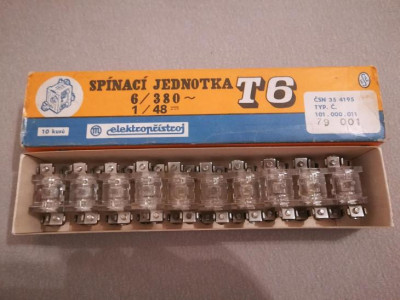 SPÍNACÍ JEDNOTKA T6
6/380 ~
1/48
10 kusů
elektropřístroj
ČSN 35 4195
TYP. Č.
101.000.011
79 001